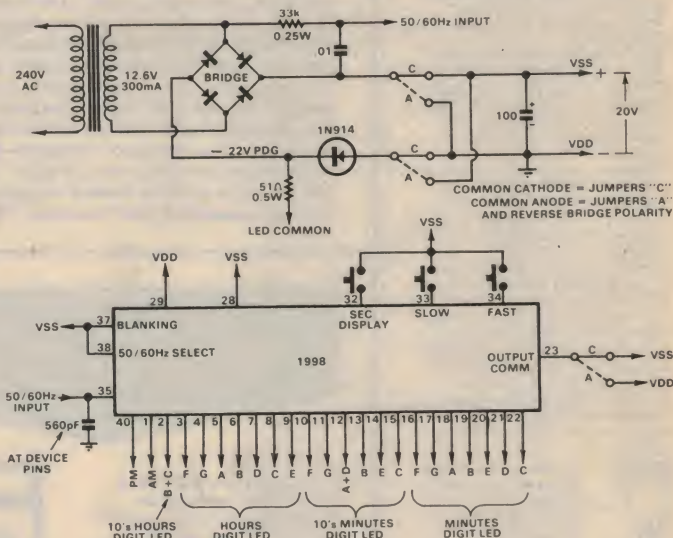 33k
0.25W
50/60Hz INPUT
01
240V
AC
12.6V
300mA
BRIDGE
C
A
VSS +
1N914
100
+
-
20V
C
A
VDD -
— 22V PDG
51Ω
0.5W
LED COMMON
COMMON CATHODE = JUMPERS "C"
COMMON ANODE = JUMPERS "A"
AND REVERSE BRIDGE POLARITY
VDD
VSS
VSS
29
28
32
33
34
VSS
37
BLANKING
SEC
DISPLAY
SLOW
FAST
38
50/60Hz SELECT
1998
OUTPUT
COMM
23
C
A
VSS
VDD
50/60Hz
INPUT
35
560pF
AT DEVICE
PINS
40 1 2 3 4 5 6 7 8 9 10 11 12 13 14 15 16 17 18 19 20 21 22
PM AM B+C F G A B D C E F G A+D B E C F G A B E D C
10's HOURS
DIGIT LED
HOURS
DIGIT LED
10's MINUTES
DIGIT LED
MINUTES
DIGIT LED